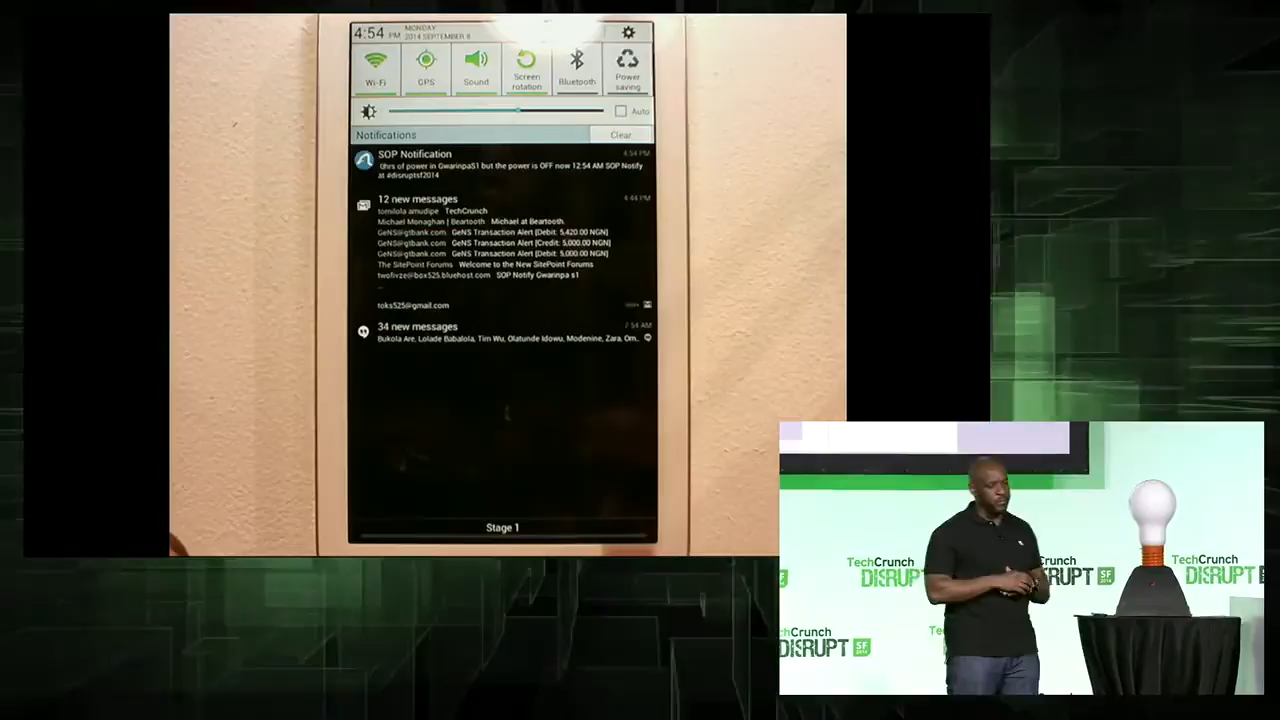 4:54 PM
MONDAY
2014 SEPTEMBER 8
Wi-Fi
GPS
Sound
Screen rotation
Bluetooth
Power saving
Auto
Notifications
Clear
SOP Notification 4:54 PM
0hrs of power in GwarinpaS1 but the power is OFF now 12:54 AM SOP Notify
at #disruptsf2014
12 new messages 4:44 PM
tomilola amudipe TechCrunch
Michael Monaghan | Beartooth Michael at Beartooth.
GeNS@gtbank.com GeNS Transaction Alert [Debit: 5,420.00 NGN]
GeNS@gtbank.com GeNS Transaction Alert [Credit: 5,000.00 NGN]
GeNS@gtbank.com GeNS Transaction Alert [Debit: 5,000.00 NGN]
The SitePoint Forums Welcome to the New SitePoint Forums
twofivze@box525.bluehost.com SOP Notify Gwarinpa s1
...
toks525@gmail.com
34 new messages 7:54 AM
Bukola Are, Lolade Babalola, Tim Wu, Olatunde Idowu, Modenine, Zara, Om..
Stage 1
TechCrunch
DISRUPT
Crunch
RUPT SF
TechCrunch
DISRUPT
chCrunch
DISRUPT SF
Te